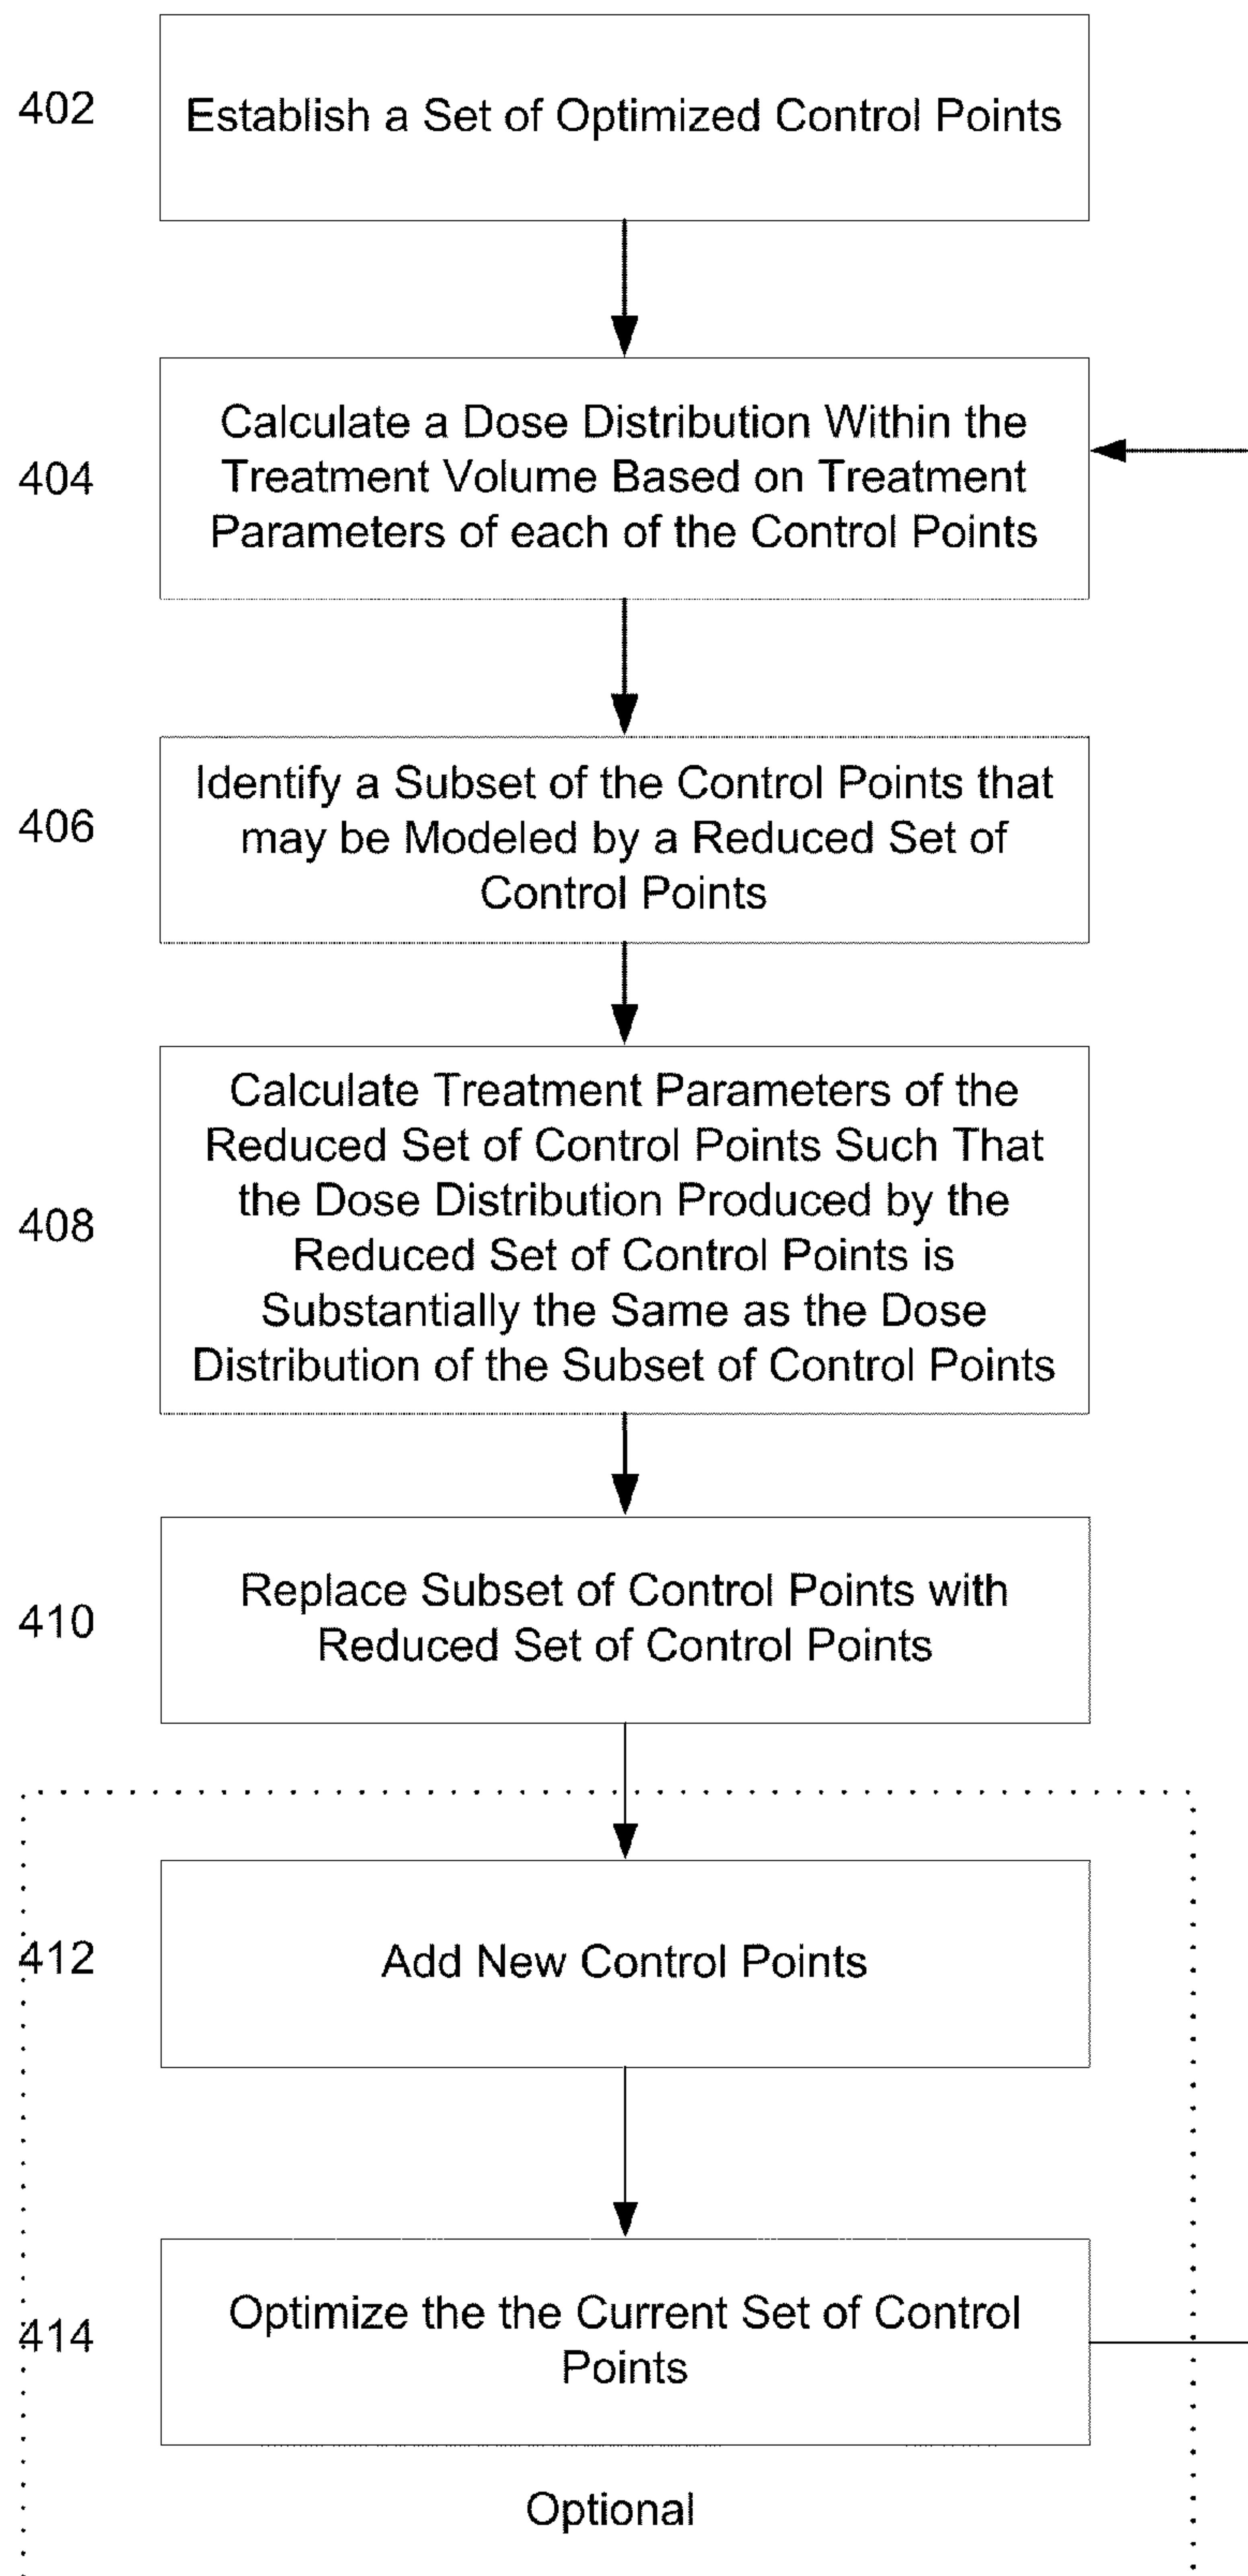 402
Establish a Set of Optimized Control Points
404
Calculate a Dose Distribution Within the
Treatment Volume Based on Treatment
Parameters of each of the Control Points
406
Identify a Subset of the Control Points that
may be Modeled by a Reduced Set of
Control Points
408
Calculate Treatment Parameters of the
Reduced Set of Control Points Such That
the Dose Distribution Produced by the
Reduced Set of Control Points is
Substantially the Same as the Dose
Distribution of the Subset of Control Points
410
Replace Subset of Control Points with
Reduced Set of Control Points
412
Add New Control Points
414
Optimize the the Current Set of Control
Points
Optional